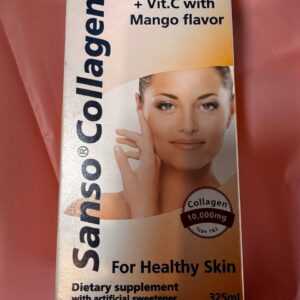 + Vit.C with
Mango flavor
Sanso® Collagen
Collagen
10,000mg
Type 1&3
For Healthy Skin
Dietary supplement
with artificial sweetener
325ml